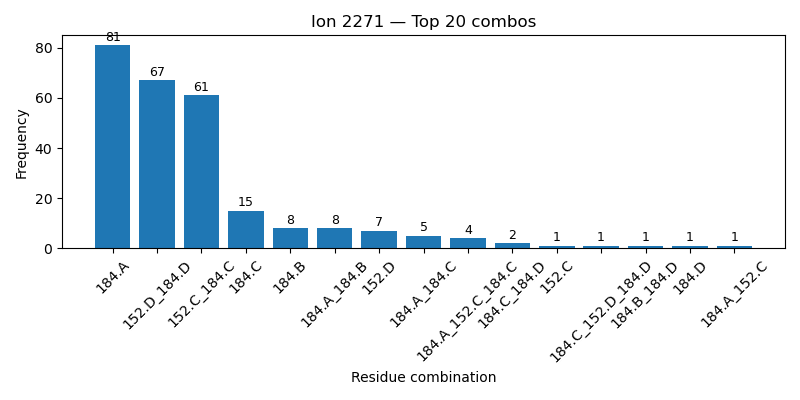 Ion 2271 — Top 20 combos
Frequency
80
60
40
20
0
81
67
61
15
8
8
7
5
4
2
1
1
1
1
1
184.A
152.D_184.D
152.C_184.C
184.C
184.B
184.A_184.B
152.D
184.A_184.C
184.A_152.C_184.C
184.C_184.D
152.C
184.C_152.D_184.D
184.B_184.D
184.D
184.A_152.C
Residue combination